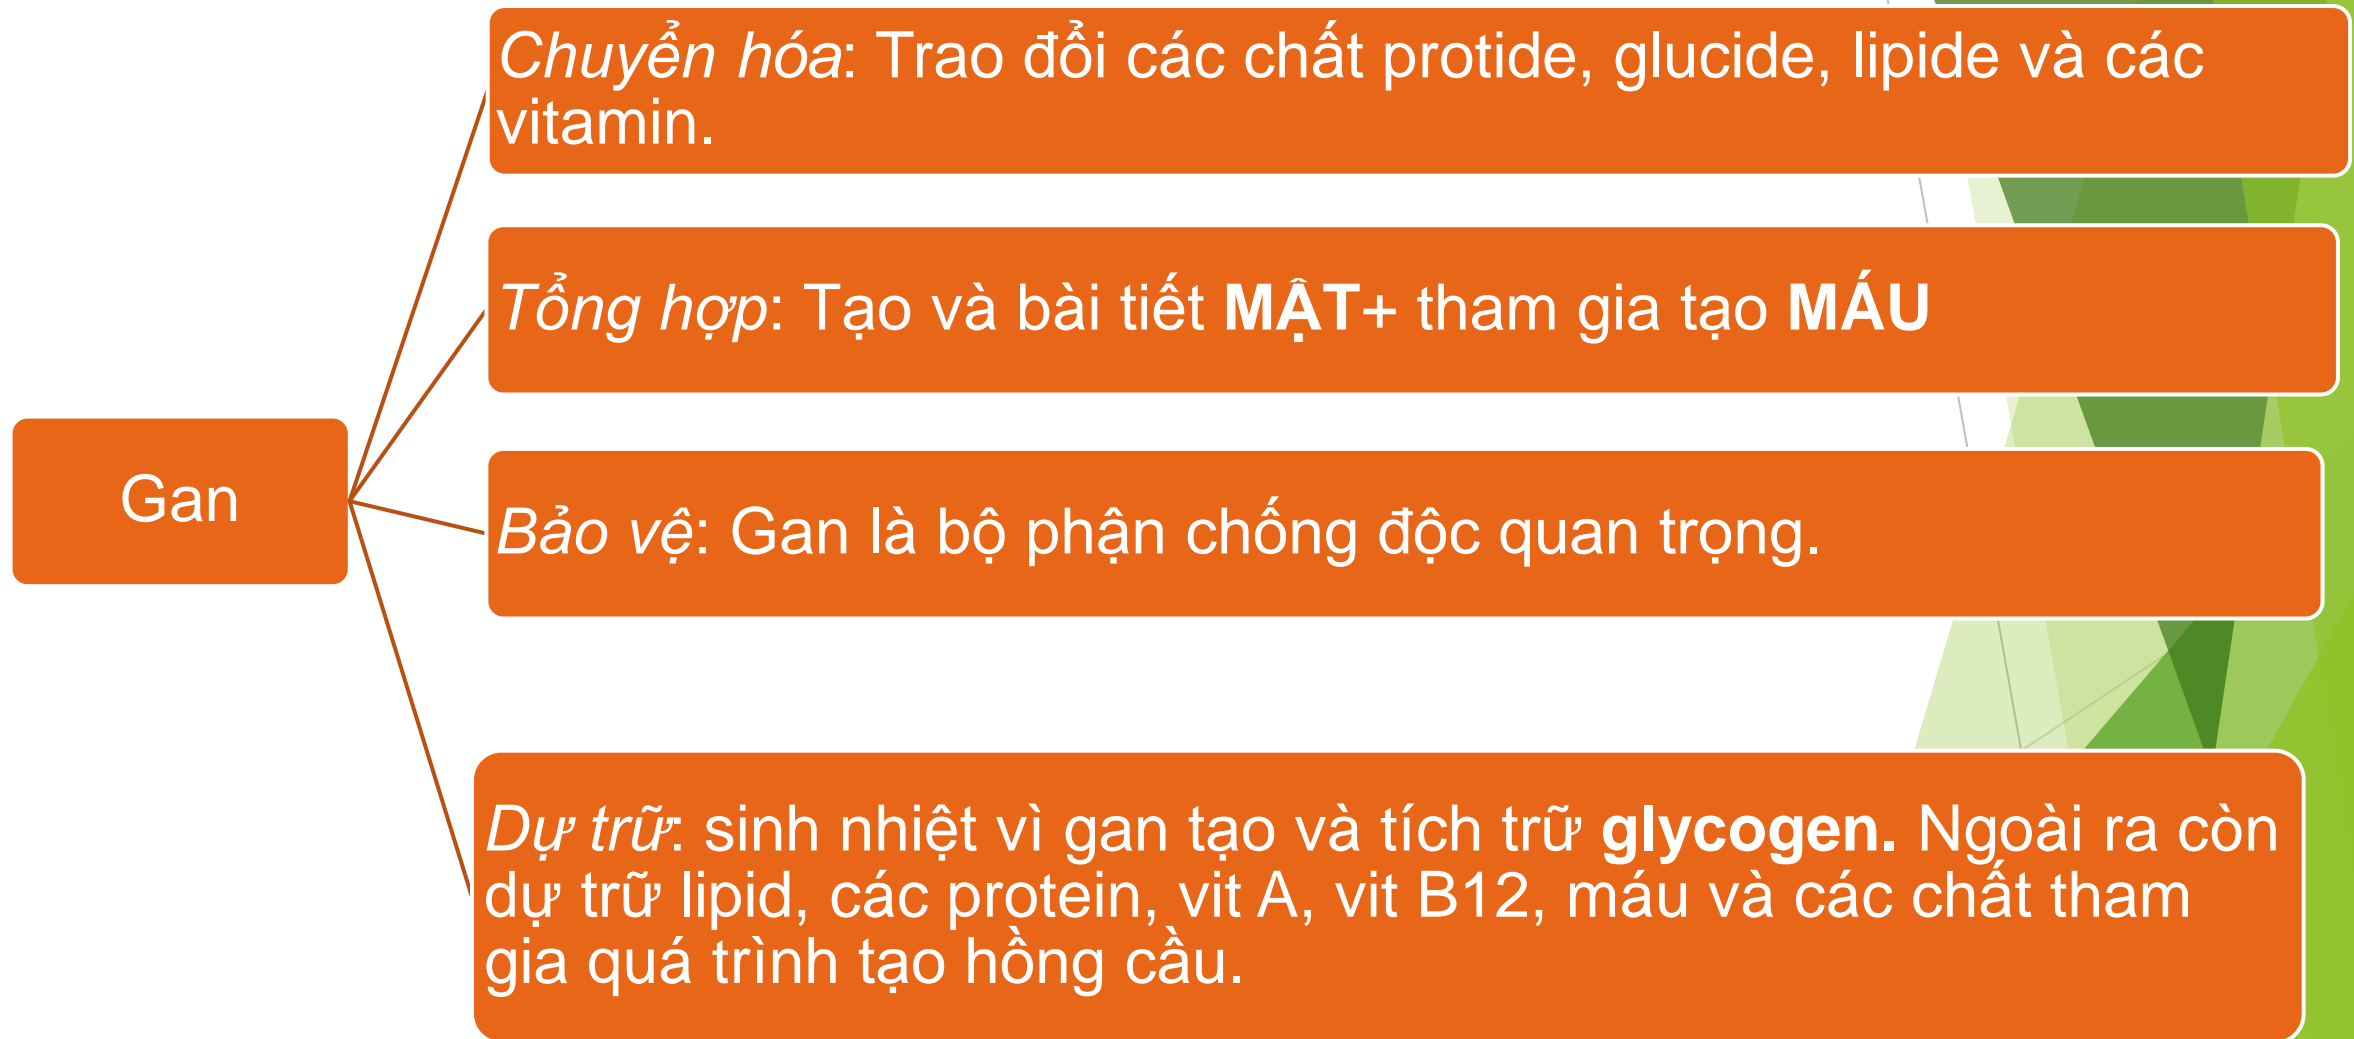 Chuyển hóa: Trao đổi các chất protide, glucide, lipide và các
vitamin.
Tổng hợp: Tạo và bài tiết MẬT+ tham gia tạo MÁU
Gan
Bảo vệ: Gan là bộ phận chống độc quan trọng.
Dự trữ: sinh nhiệt vì gan tạo và tích trữ glycogen. Ngoài ra còn
dự trữ lipid, các protein, vit A, vit B12, máu và các chất tham
gia quá trình tạo hồng cầu.